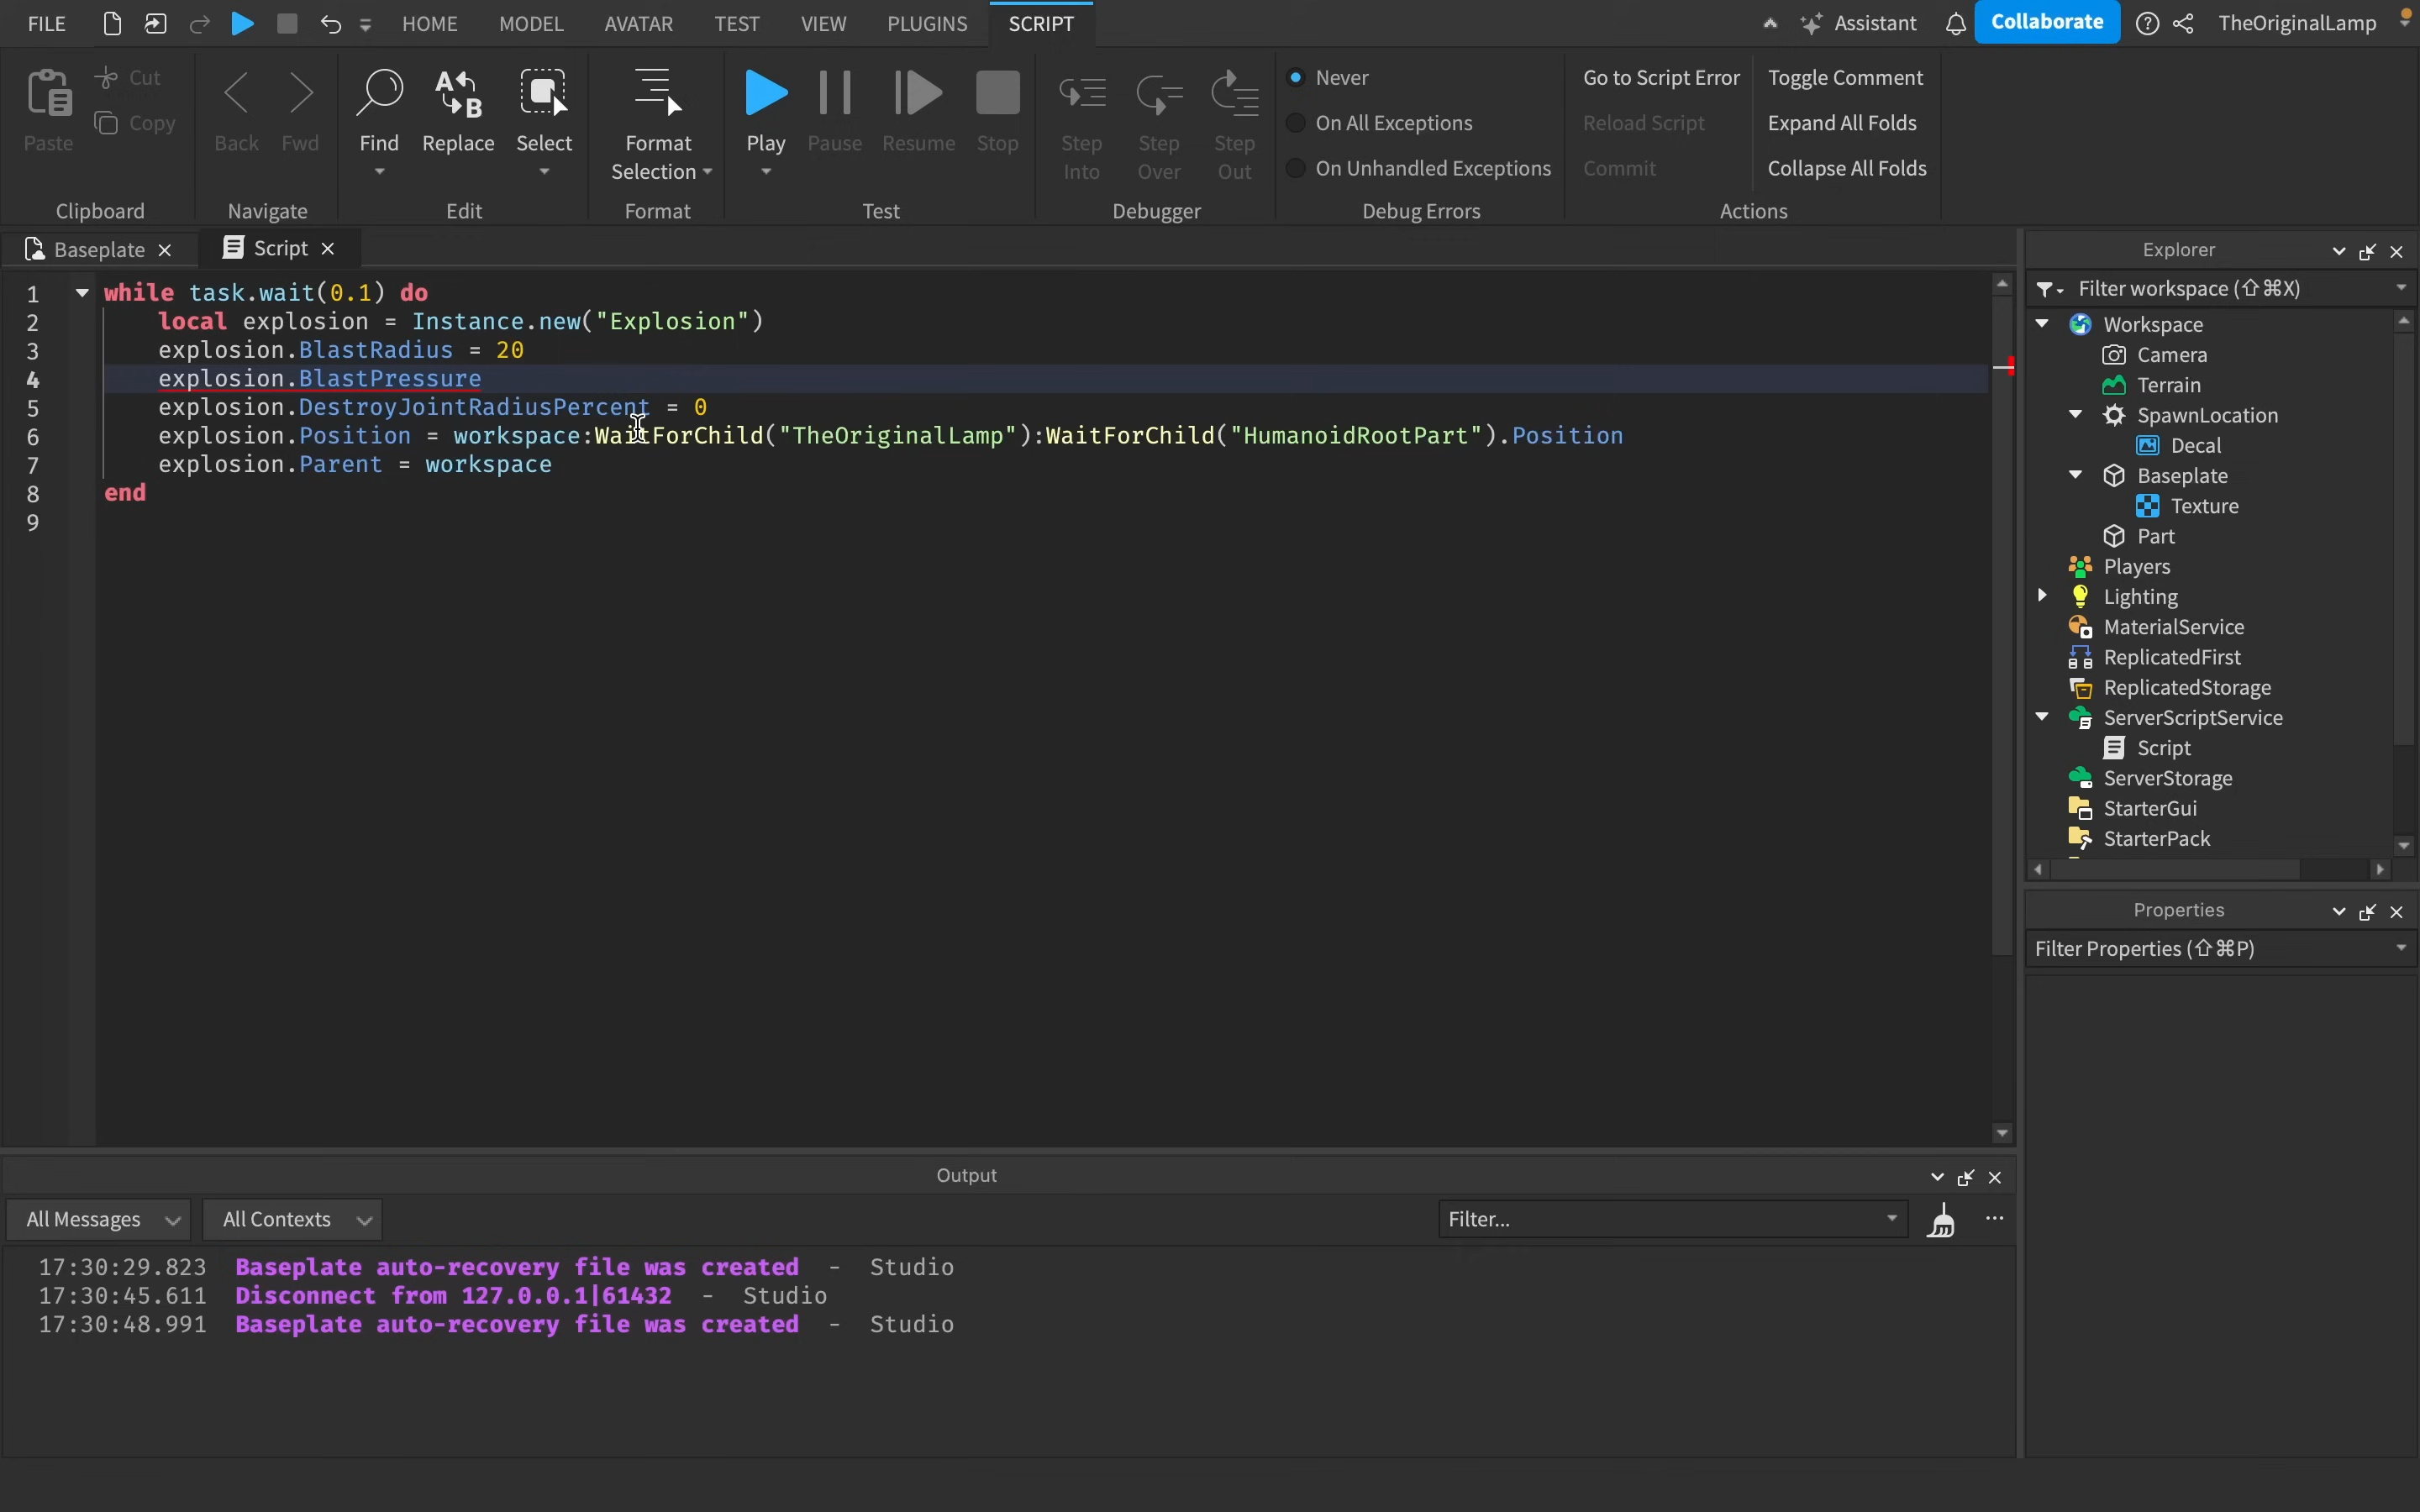 FILE HOME MODEL AVATAR TEST VIEW PLUGINS SCRIPT Assistant Collaborate TheOriginalLamp
Paste Cut Copy Back Fwd Find Replace Select Format Selection Play Pause Resume Stop Step Into Step Over Step Out
Never
On All Exceptions
On Unhandled Exceptions
Go to Script Error
Reload Script
Commit
Toggle Comment
Expand All Folds
Collapse All Folds
Clipboard Navigate Edit Format Test Debugger Debug Errors Actions
Baseplate Script
1 while task.wait(0.1) do
2 local explosion = Instance.new("Explosion")
3 explosion.BlastRadius = 20
4 explosion.BlastPressure
5 explosion.DestroyJointRadiusPercent = 0
6 explosion.Position = workspace:WaitForChild("TheOriginalLamp"):WaitForChild("HumanoidRootPart").Position
7 explosion.Parent = workspace
8 end
9
Explorer
Filter workspace (⇧⌘X)
Workspace
Camera
Terrain
SpawnLocation
Decal
Baseplate
Texture
Part
Players
Lighting
MaterialService
ReplicatedFirst
ReplicatedStorage
ServerScriptService
Script
ServerStorage
StarterGui
StarterPack
Properties
Filter Properties (⇧⌘P)
Output
All Messages All Contexts Filter...
17:30:29.823 Baseplate auto-recovery file was created - Studio
17:30:45.611 Disconnect from 127.0.0.1|61432 - Studio
17:30:48.991 Baseplate auto-recovery file was created - Studio